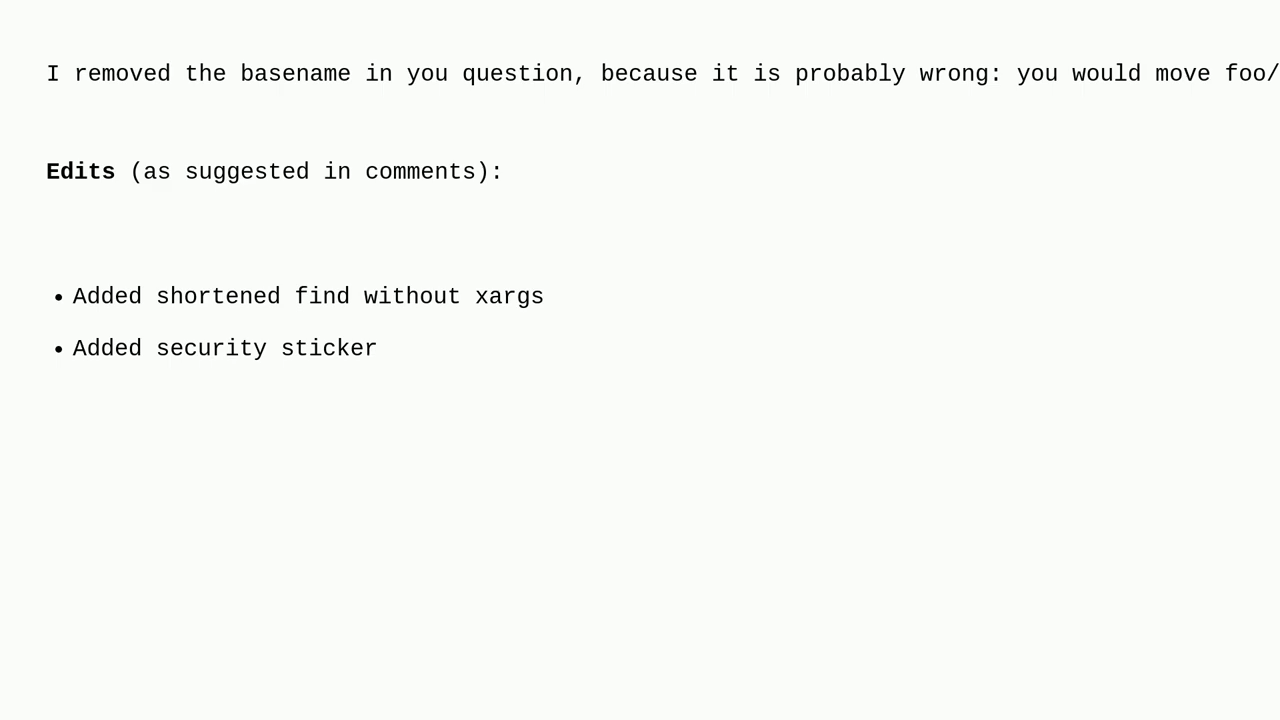 I removed the basename in you question, because it is probably wrong: you would move foo/
Edits (as suggested in comments):
• Added shortened find without xargs
• Added security sticker